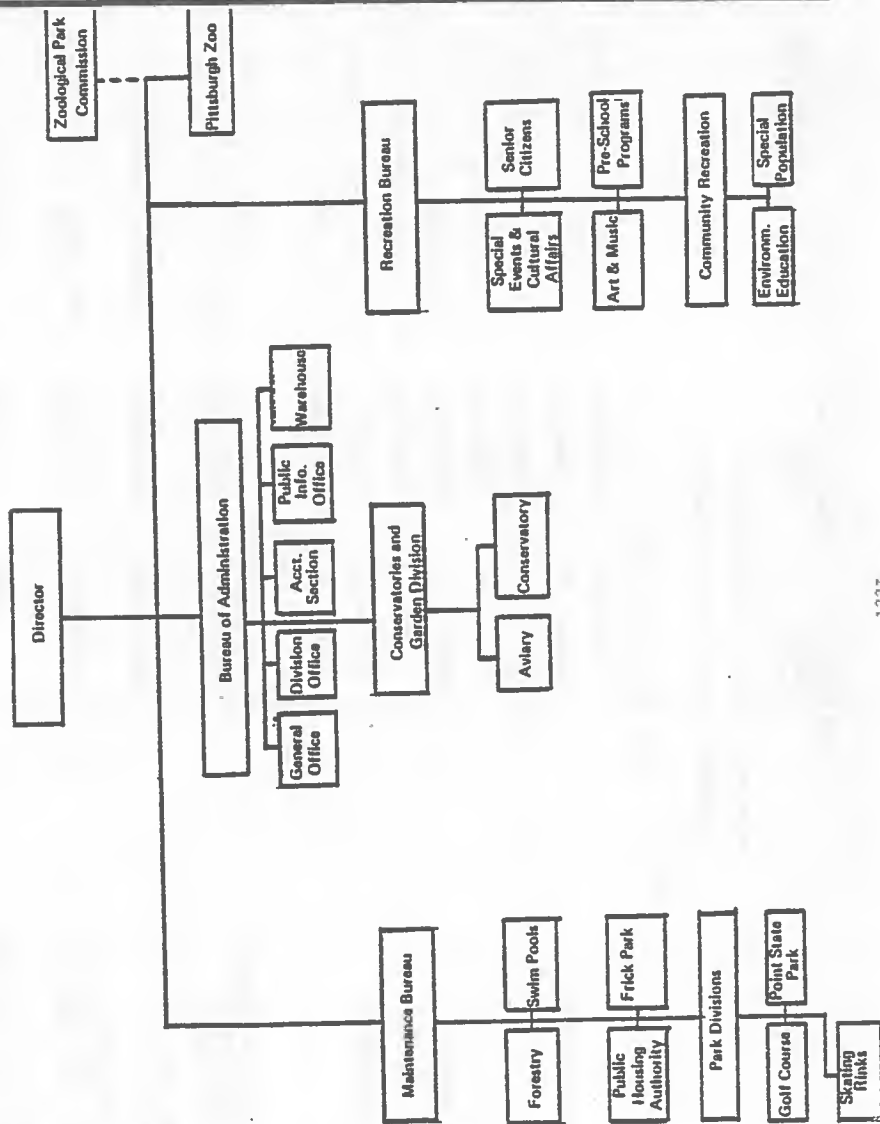 Director
Zoological Park
Commission
Pittsburgh Zoo
Bureau of Administration
General
Office
Division
Office
Acct.
Section
Public
Info.
Office
Warehouse
Conservatories and
Garden Division
Aviary
Conservatory
Maintenance Bureau
Forestry
Swim Pools
Public
Housing
Authority
Frick Park
Park Divisions
Golf Course
Point State
Park
Skating
Rinks
Recreation Bureau
Special
Events &
Cultural
Affairs
Senior
Citizens
Art & Music
Pre-School
Programs'
Community Recreation
Environm.
Education
Special
Population